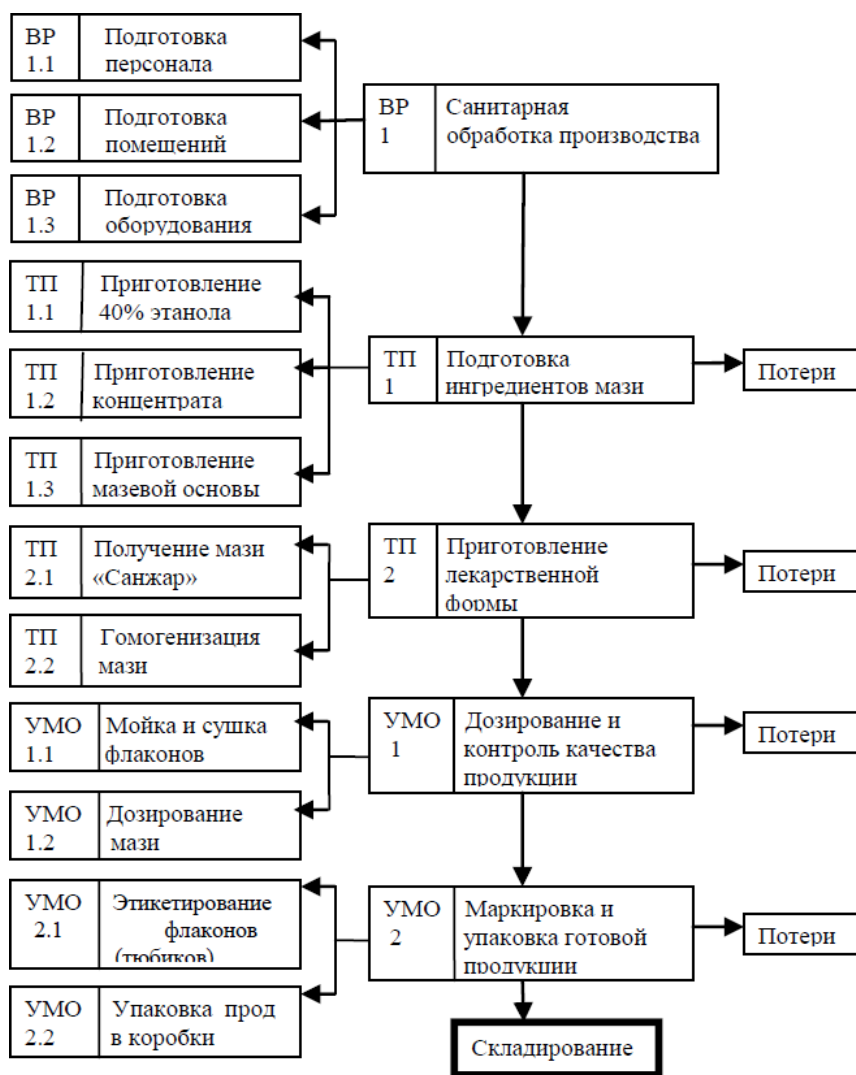 ВР Подготовка
1.1 персонала
ВР Подготовка
1.2 помещений
ВР Подготовка
1.3 оборудования
ВР Санитарная
1 обработка производства
ТП Приготовление
1.1 40% этанола
ТП Приготовление
1.2 концентрата
ТП Приготовление
1.3 мазевой основы
ТП Подготовка
1 ингредиентов мази
Потери
ТП Получение мази
2.1 «Санжар»
ТП Гомогенизация
2.2 мази
ТП Приготовление
2 лекарственной
формы
Потери
УМО Мойка и сушка
1.1 флаконов
УМО Дозирование
1.2 мази
УМО Дозирование и
1 контроль качества
продукции
Потери
УМО Этикетирование
2.1 флаконов
(тюбиков)
УМО Упаковка прод
2.2 в коробки
УМО Маркировка и
2 упаковка готовой
продукции
Потери
Складирование